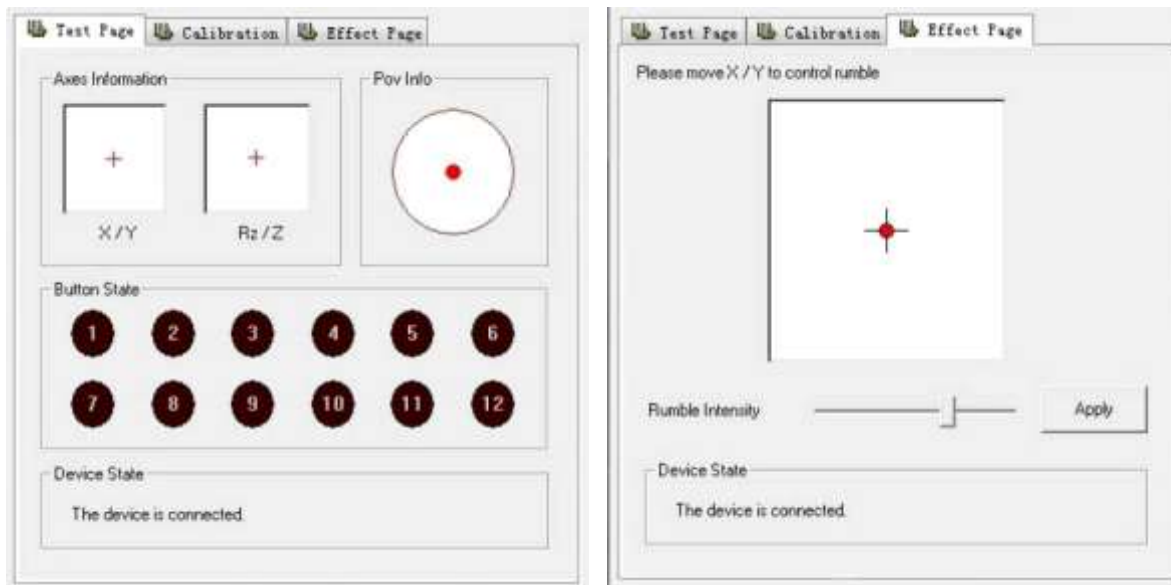 Test Page Calibration Effect Page
Axes Information
Pov Info
X / Y
Rz / Z
Button State
1 2 3 4 5 6
7 8 9 10 11 12
Device State
The device is connected.
Test Page Calibration Effect Page
Please move X / Y to control rumble
Rumble Intensity
Apply
Device State
The device is connected.